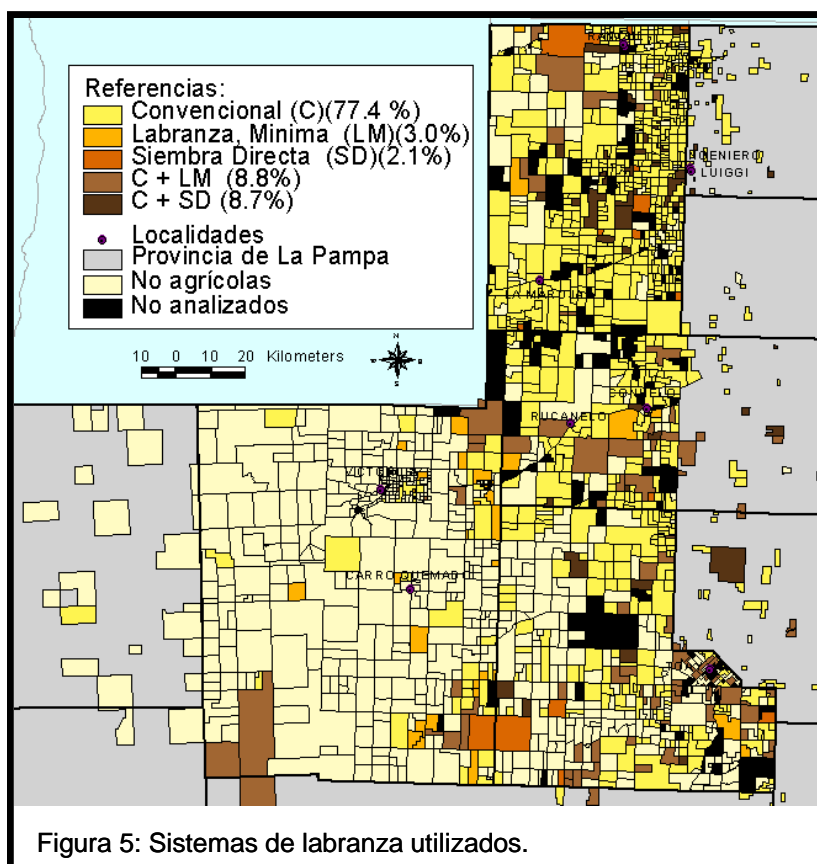 Referencias:
Convencional (C)(77.4 %)
Labranza, Minima (LM)(3.0%)
Siembra Directa (SD)(2.1%)
C + LM (8.8%)
C + SD (8.7%)
Localidades
Provincia de La Pampa
No agrícolas
No analizados
10 0 10 20 Kilometers
N
S
LUIGGI
RUCANELO
CARRO QUEMADO
Figura 5: Sistemas de labranza utilizados.